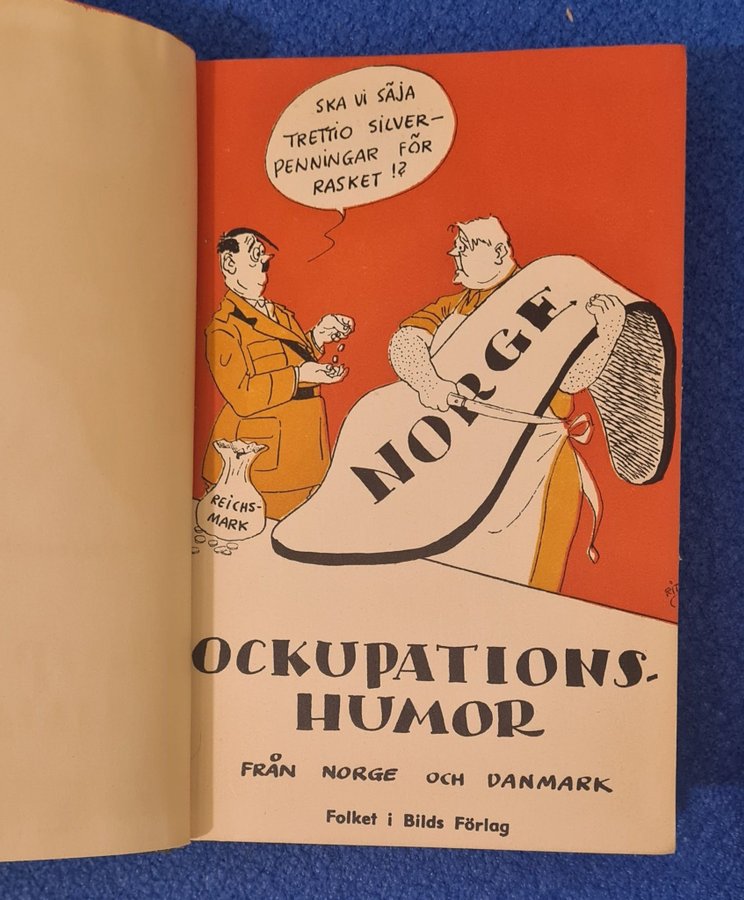 SKA VI SÄJA
TRETTIO SILVER-
PENNINGAR FÖR
RASKET !?
NORGE
REICHS-
MARK
OCKUPATIONS-
HUMOR
FRÅN NORGE OCH DANMARK
Folket i Bilds Förlag